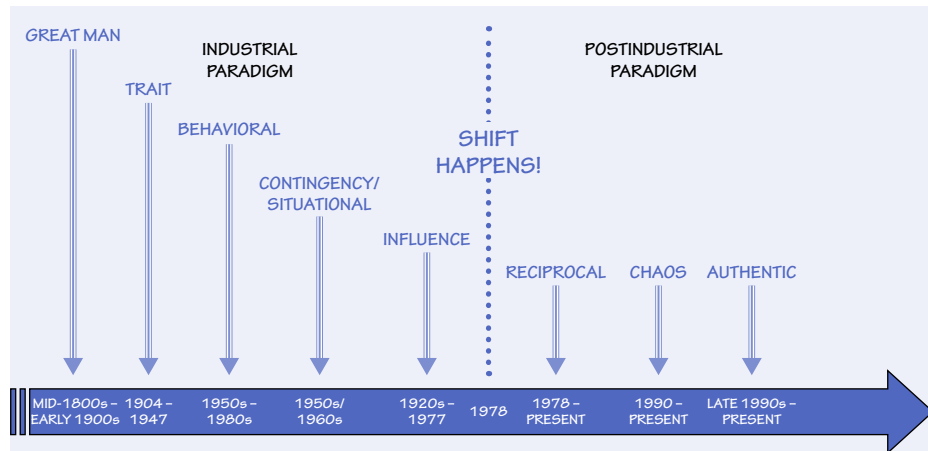 GREAT MAN
INDUSTRIAL
PARADIGM
POSTINDUSTRIAL
PARADIGM
TRAIT
BEHAVIORAL
SHIFT
HAPPENS!
CONTINGENCY/
SITUATIONAL
INFLUENCE
RECIPROCAL
CHAOS
AUTHENTIC
MID-1800s –
EARLY 1900s
1904 –
1947
1950s –
1980s
1950s/
1960s
1920s –
1977
1978
1978 –
PRESENT
1990 –
PRESENT
LATE 1990s –
PRESENT